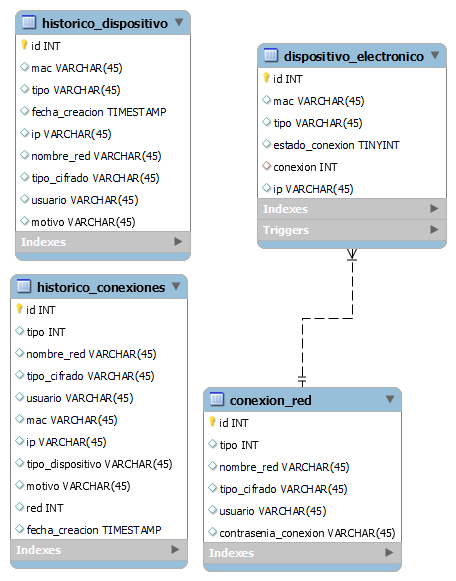 historico_dispositivo
id INT
mac VARCHAR(45)
tipo VARCHAR(45)
fecha_creacion TIMESTAMP
ip VARCHAR(45)
nombre_red VARCHAR(45)
tipo_cifrado VARCHAR(45)
usuario VARCHAR(45)
motivo VARCHAR(45)
Indexes
dispositivo_electronico
id INT
mac VARCHAR(45)
tipo VARCHAR(45)
estado_conexion TINYINT
conexion INT
ip VARCHAR(45)
Indexes
Triggers
historico_conexiones
id INT
tipo INT
nombre_red VARCHAR(45)
tipo_cifrado VARCHAR(45)
usuario VARCHAR(45)
mac VARCHAR(45)
ip VARCHAR(45)
tipo_dispositivo VARCHAR(45)
motivo VARCHAR(45)
red INT
fecha_creacion TIMESTAMP
Indexes
conexion_red
id INT
tipo INT
nombre_red VARCHAR(45)
tipo_cifrado VARCHAR(45)
usuario VARCHAR(45)
contrasenia_conexion VARCHAR(45)
Indexes